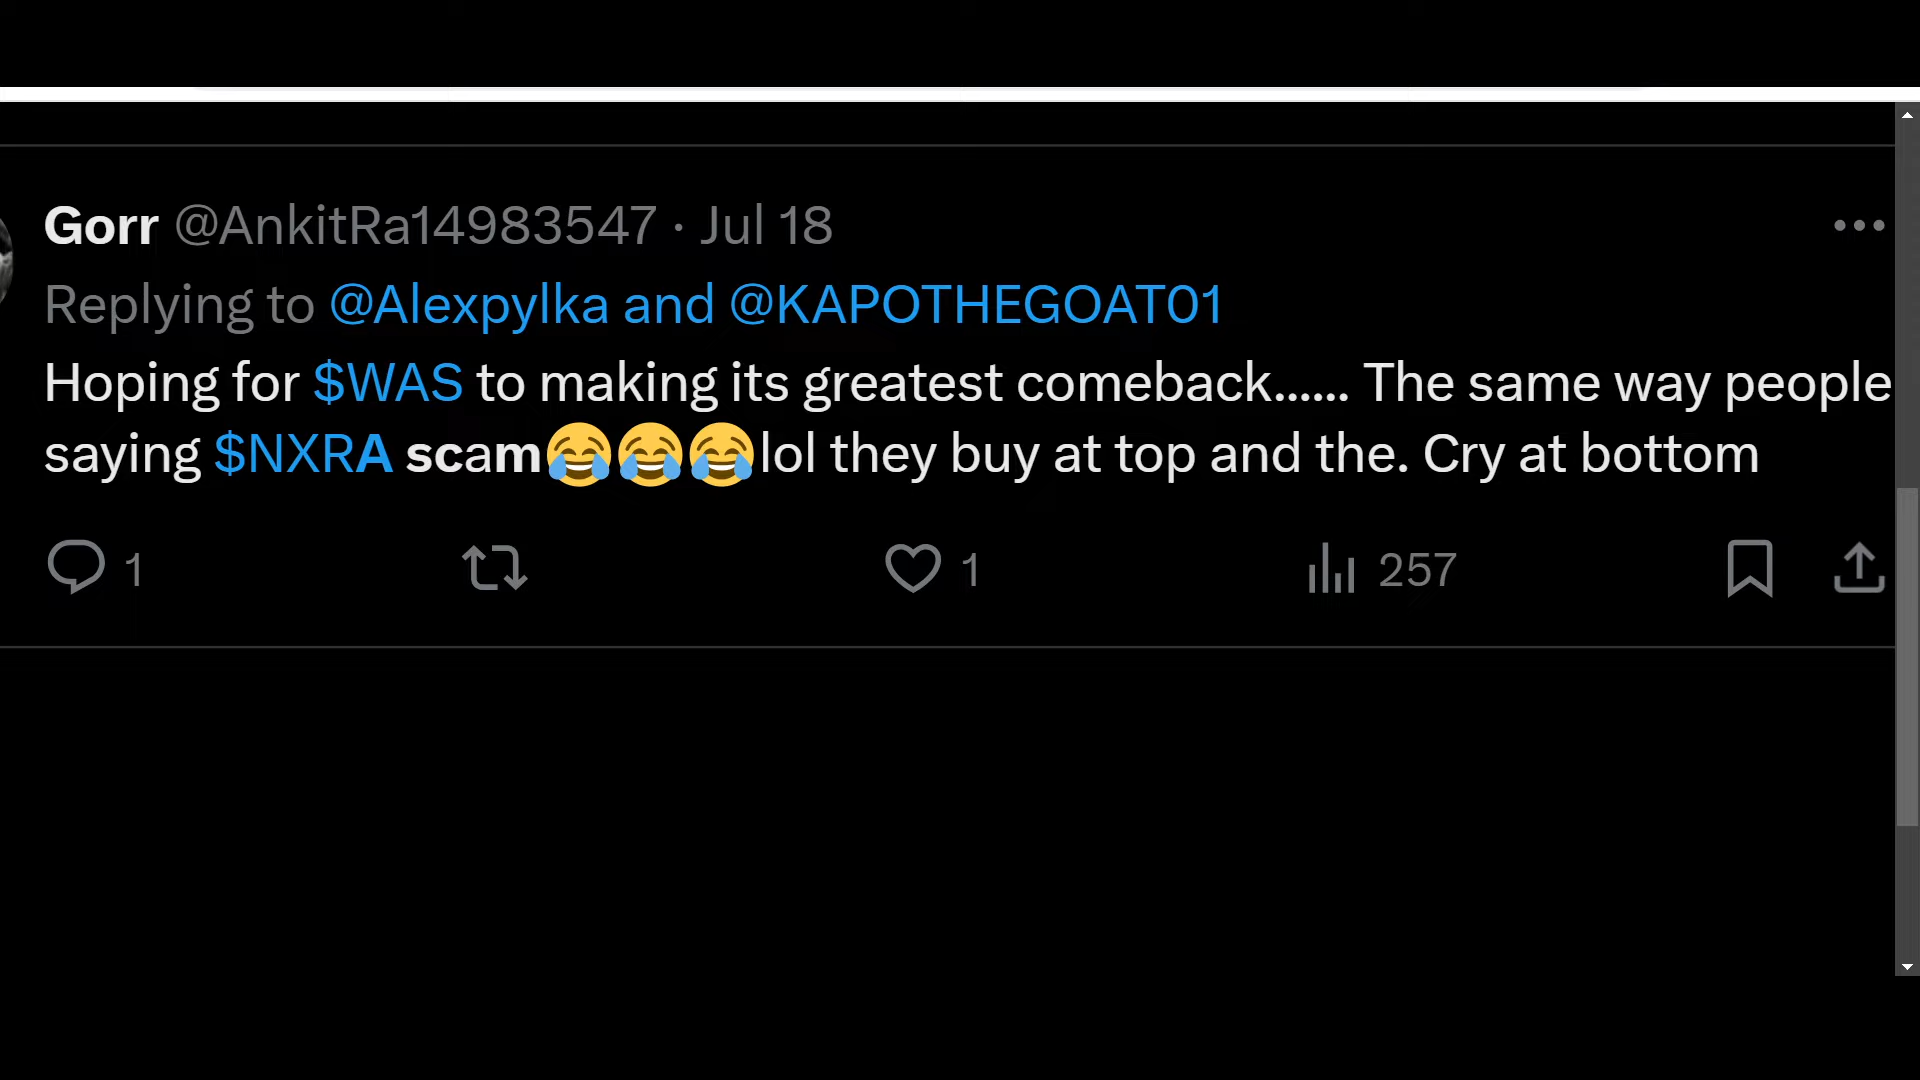 Gorr @AnkitRa14983547 · Jul 18
Replying to @Alexpylka and @KAPOTHEGOAT01
Hoping for $WAS to making its greatest comeback...... The same way people
saying $NXRA scam😂😂😂lol they buy at top and the. Cry at bottom
1 1 257